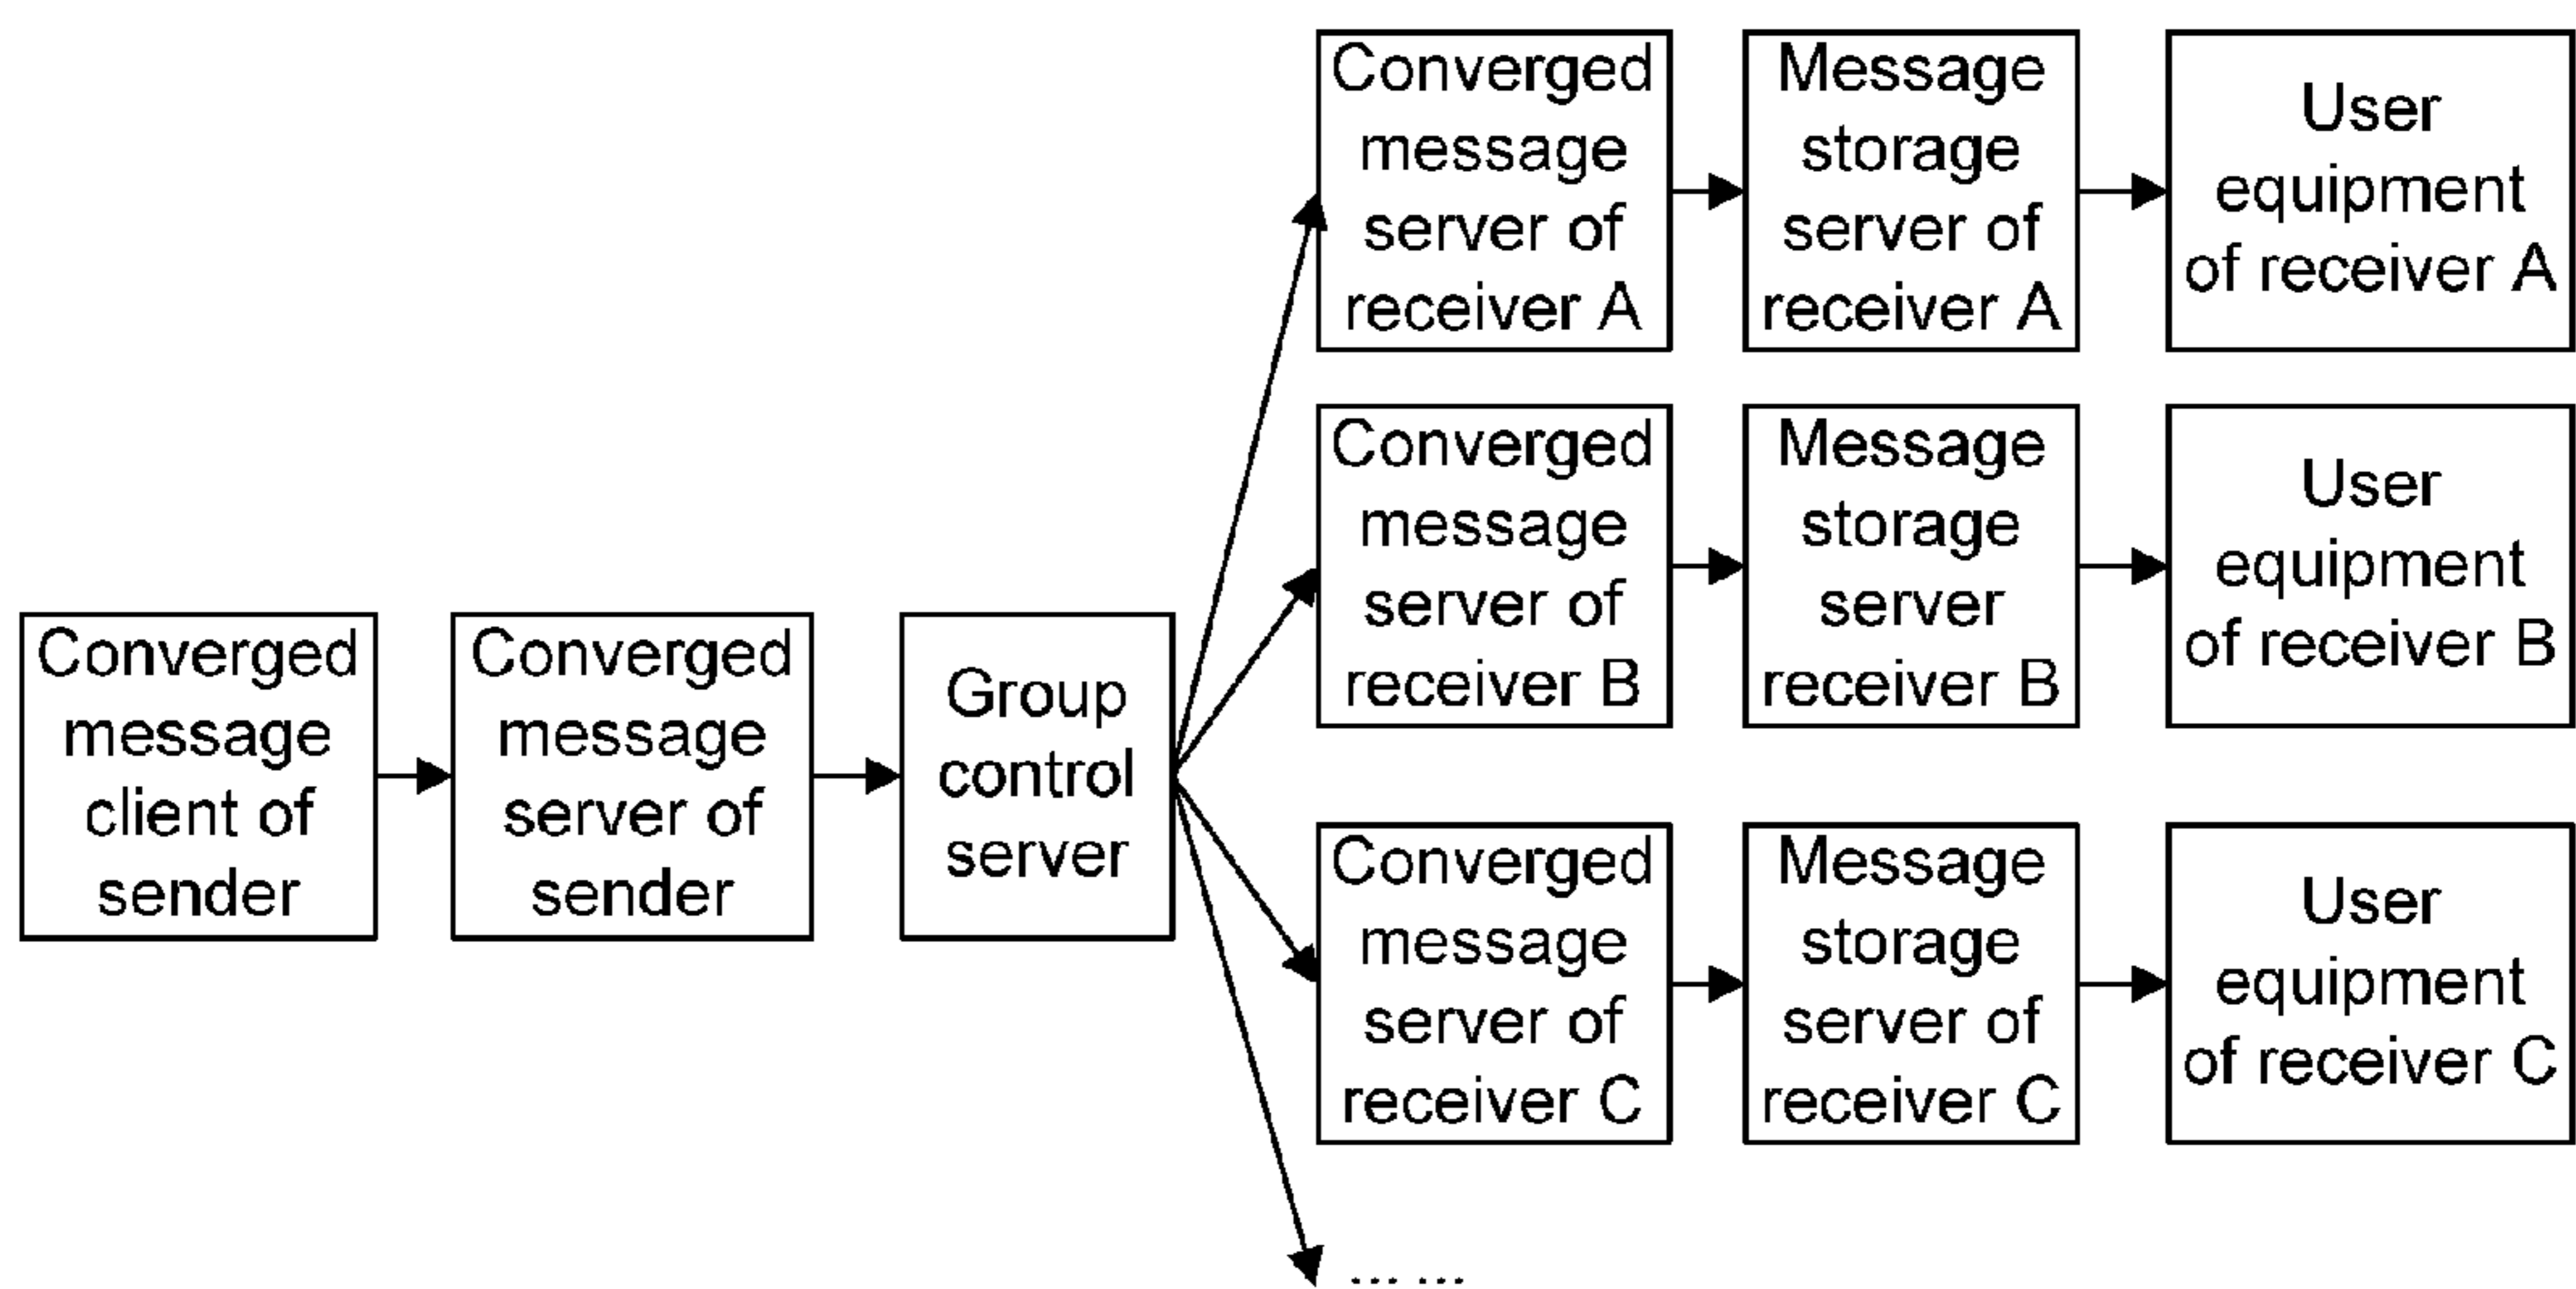 Converged
message
client of
sender
Converged
message
server of
sender
Group
control
server
Converged
message
server of
receiver A
Message
storage
server of
receiver A
User
equipment
of receiver A
Converged
message
server of
receiver B
Message
storage
server
receiver B
User
equipment
of receiver B
Converged
message
server of
receiver C
Message
storage
server of
receiver C
User
equipment
of receiver C
... ...